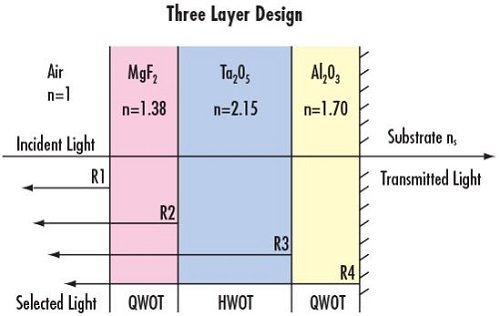 Three Layer Design
Air
n=1
MgF₂
n=1.38
Ta₂O₅
n=2.15
Al₂O₃
n=1.70
Incident Light
Substrate nₛ
Transmitted Light
R1
R2
R3
R4
Selected Light
QWOT
HWOT
QWOT